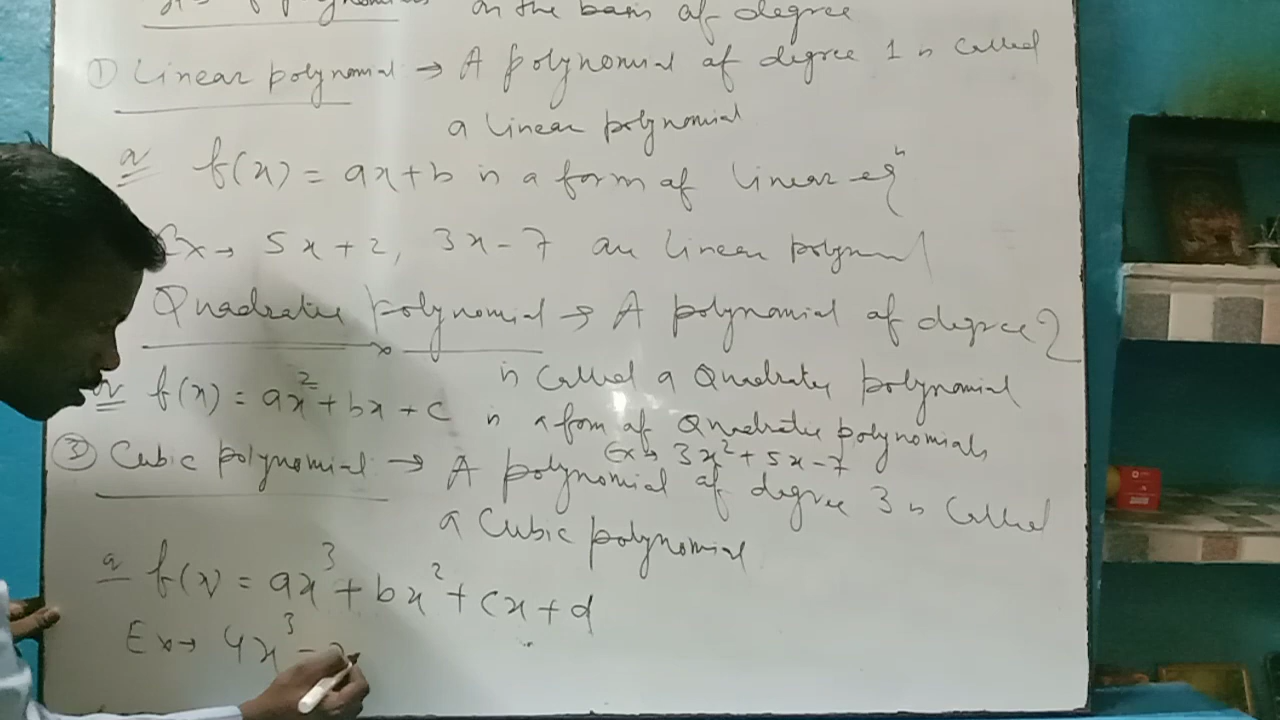 on the basis of degree
① Linear polynomial → A polynomial of degree 1 is called
a linear polynomial
or f(x) = ax + b is a form of linear eqⁿ
Ex → 5x + 2, 3x - 7 are linear polynomial
Quadratic polynomial → A polynomial of degree 2
is called a Quadratic polynomial
or f(x) = ax² + bx + c is a form of Quadratic polynomials
Ex → 3x² + 5x - 7
③ Cubic polynomial → A polynomial of degree 3 is called
a Cubic polynomial
or f(x) = ax³ + bx² + cx + d
Ex → 4x³ -